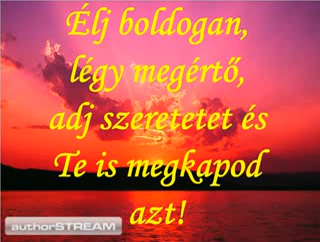 Élj boldogan,
légy megértő,
adj szeretetet és
Te is megkapod
azt!
authorSTREAM